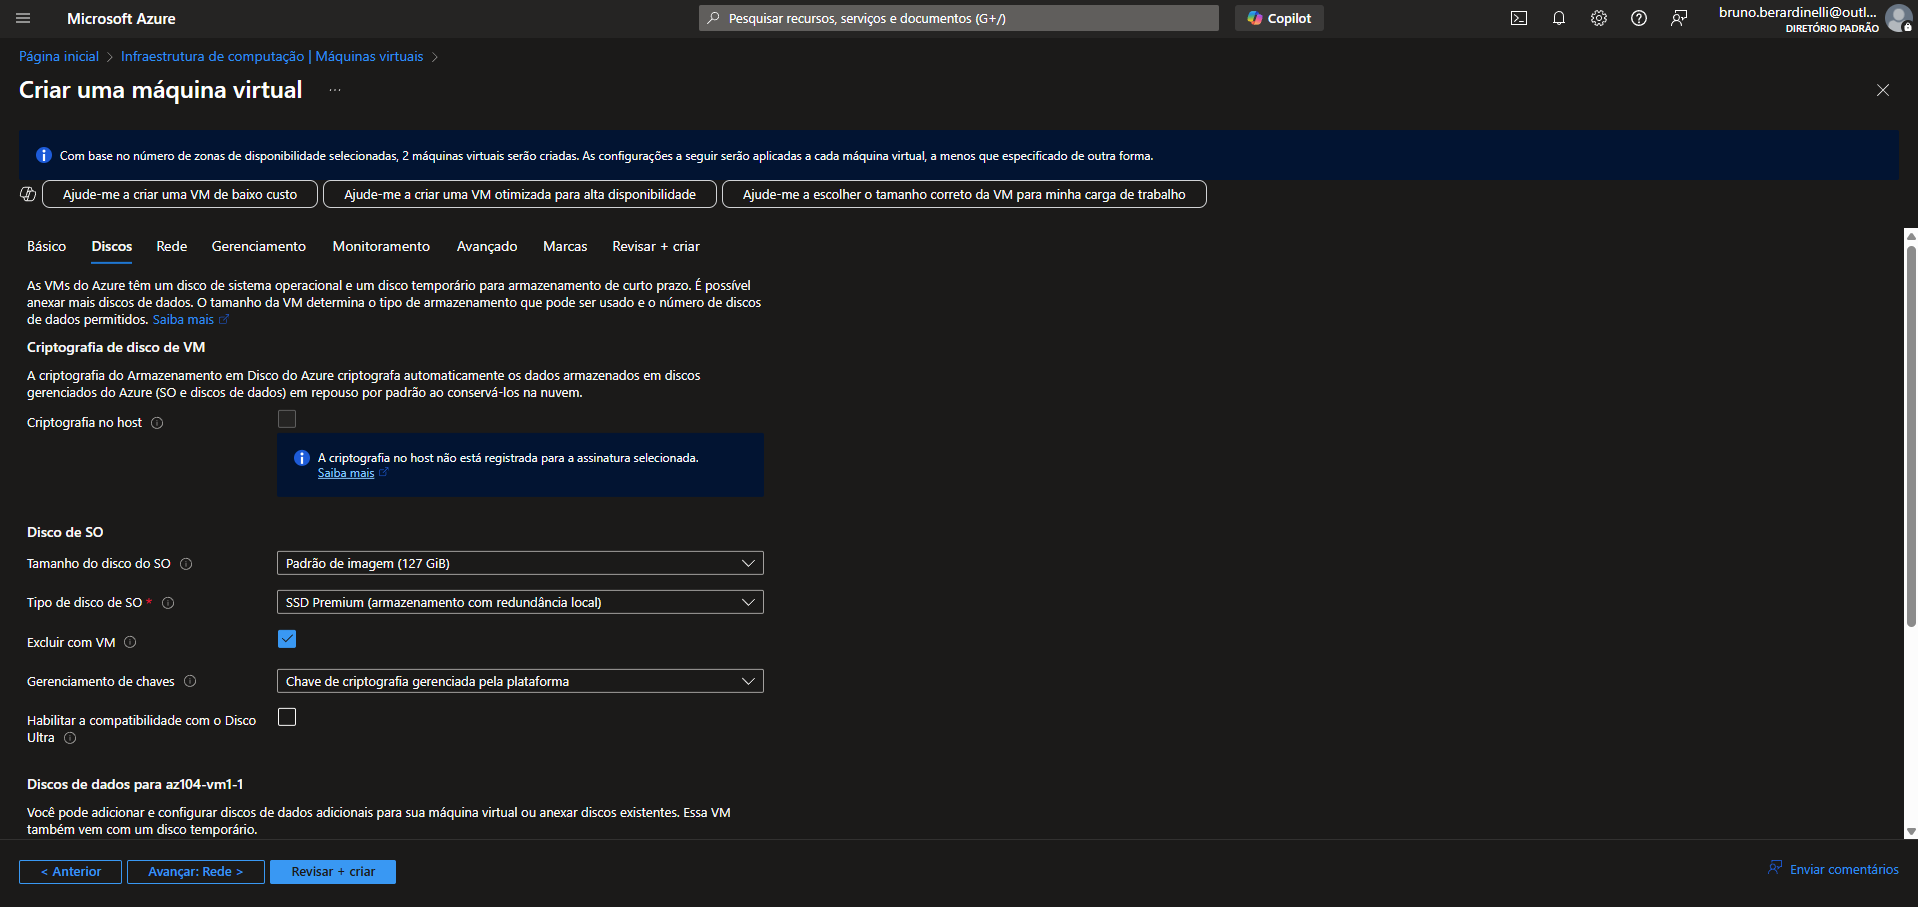 Microsoft Azure
Pesquisar recursos, serviços e documentos (G+/)
Copilot
bruno.berardinelli@outl...
DIRETÓRIO PADRÃO
Página inicial > Infraestrutura de computação | Máquinas virtuais >
Criar uma máquina virtual ...
Com base no número de zonas de disponibilidade selecionadas, 2 máquinas virtuais serão criadas. As configurações a seguir serão aplicadas a cada máquina virtual, a menos que especificado de outra forma.
Ajude-me a criar uma VM de baixo custo
Ajude-me a criar uma VM otimizada para alta disponibilidade
Ajude-me a escolher o tamanho correto da VM para minha carga de trabalho
Básico Discos Rede Gerenciamento Monitoramento Avançado Marcas Revisar + criar
As VMs do Azure têm um disco de sistema operacional e um disco temporário para armazenamento de curto prazo. É possível
anexar mais discos de dados. O tamanho da VM determina o tipo de armazenamento que pode ser usado e o número de discos
de dados permitidos. Saiba mais
Criptografia de disco de VM
A criptografia do Armazenamento em Disco do Azure criptografa automaticamente os dados armazenados em discos
gerenciados do Azure (SO e discos de dados) em repouso por padrão ao conservá-los na nuvem.
Criptografia no host
A criptografia no host não está registrada para a assinatura selecionada.
Saiba mais
Disco de SO
Tamanho do disco do SO
Padrão de imagem (127 GiB)
Tipo de disco de SO *
SSD Premium (armazenamento com redundância local)
Excluir com VM
Gerenciamento de chaves
Chave de criptografia gerenciada pela plataforma
Habilitar a compatibilidade com o Disco
Ultra
Discos de dados para az104-vm1-1
Você pode adicionar e configurar discos de dados adicionais para sua máquina virtual ou anexar discos existentes. Essa VM
também vem com um disco temporário.
< Anterior
Avançar: Rede >
Revisar + criar
Enviar comentários